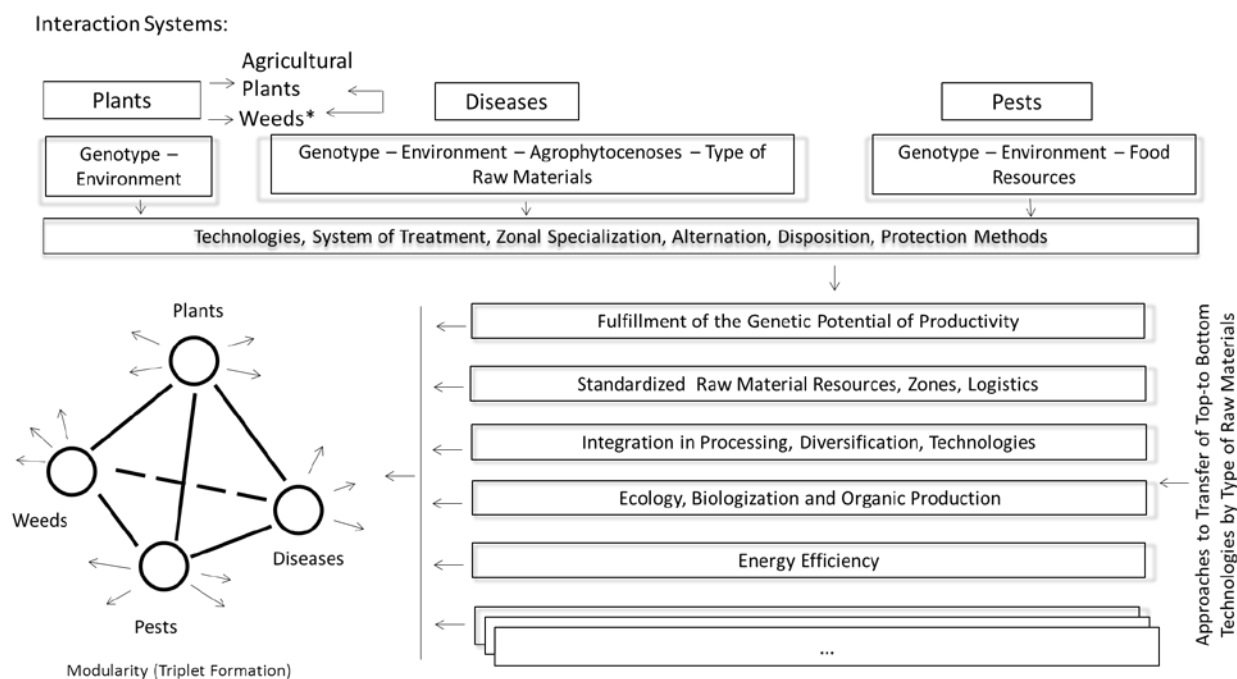 Interaction Systems:
Plants
Agricultural
Plants
Weeds*
Diseases
Pests
Genotype –
Environment
Genotype – Environment – Agrophytocenoses – Type of
Raw Materials
Genotype – Environment – Food
Resources
Technologies, System of Treatment, Zonal Specialization, Alternation, Disposition, Protection Methods
Plants
Weeds
Diseases
Pests
Modularity (Triplet Formation)
Fulfillment of the Genetic Potential of Productivity
Standardized Raw Material Resources, Zones, Logistics
Integration in Processing, Diversification, Technologies
Ecology, Biologization and Organic Production
Energy Efficiency
...
Approaches to Transfer of Top-to Bottom
Technologies by Type of Raw Materials